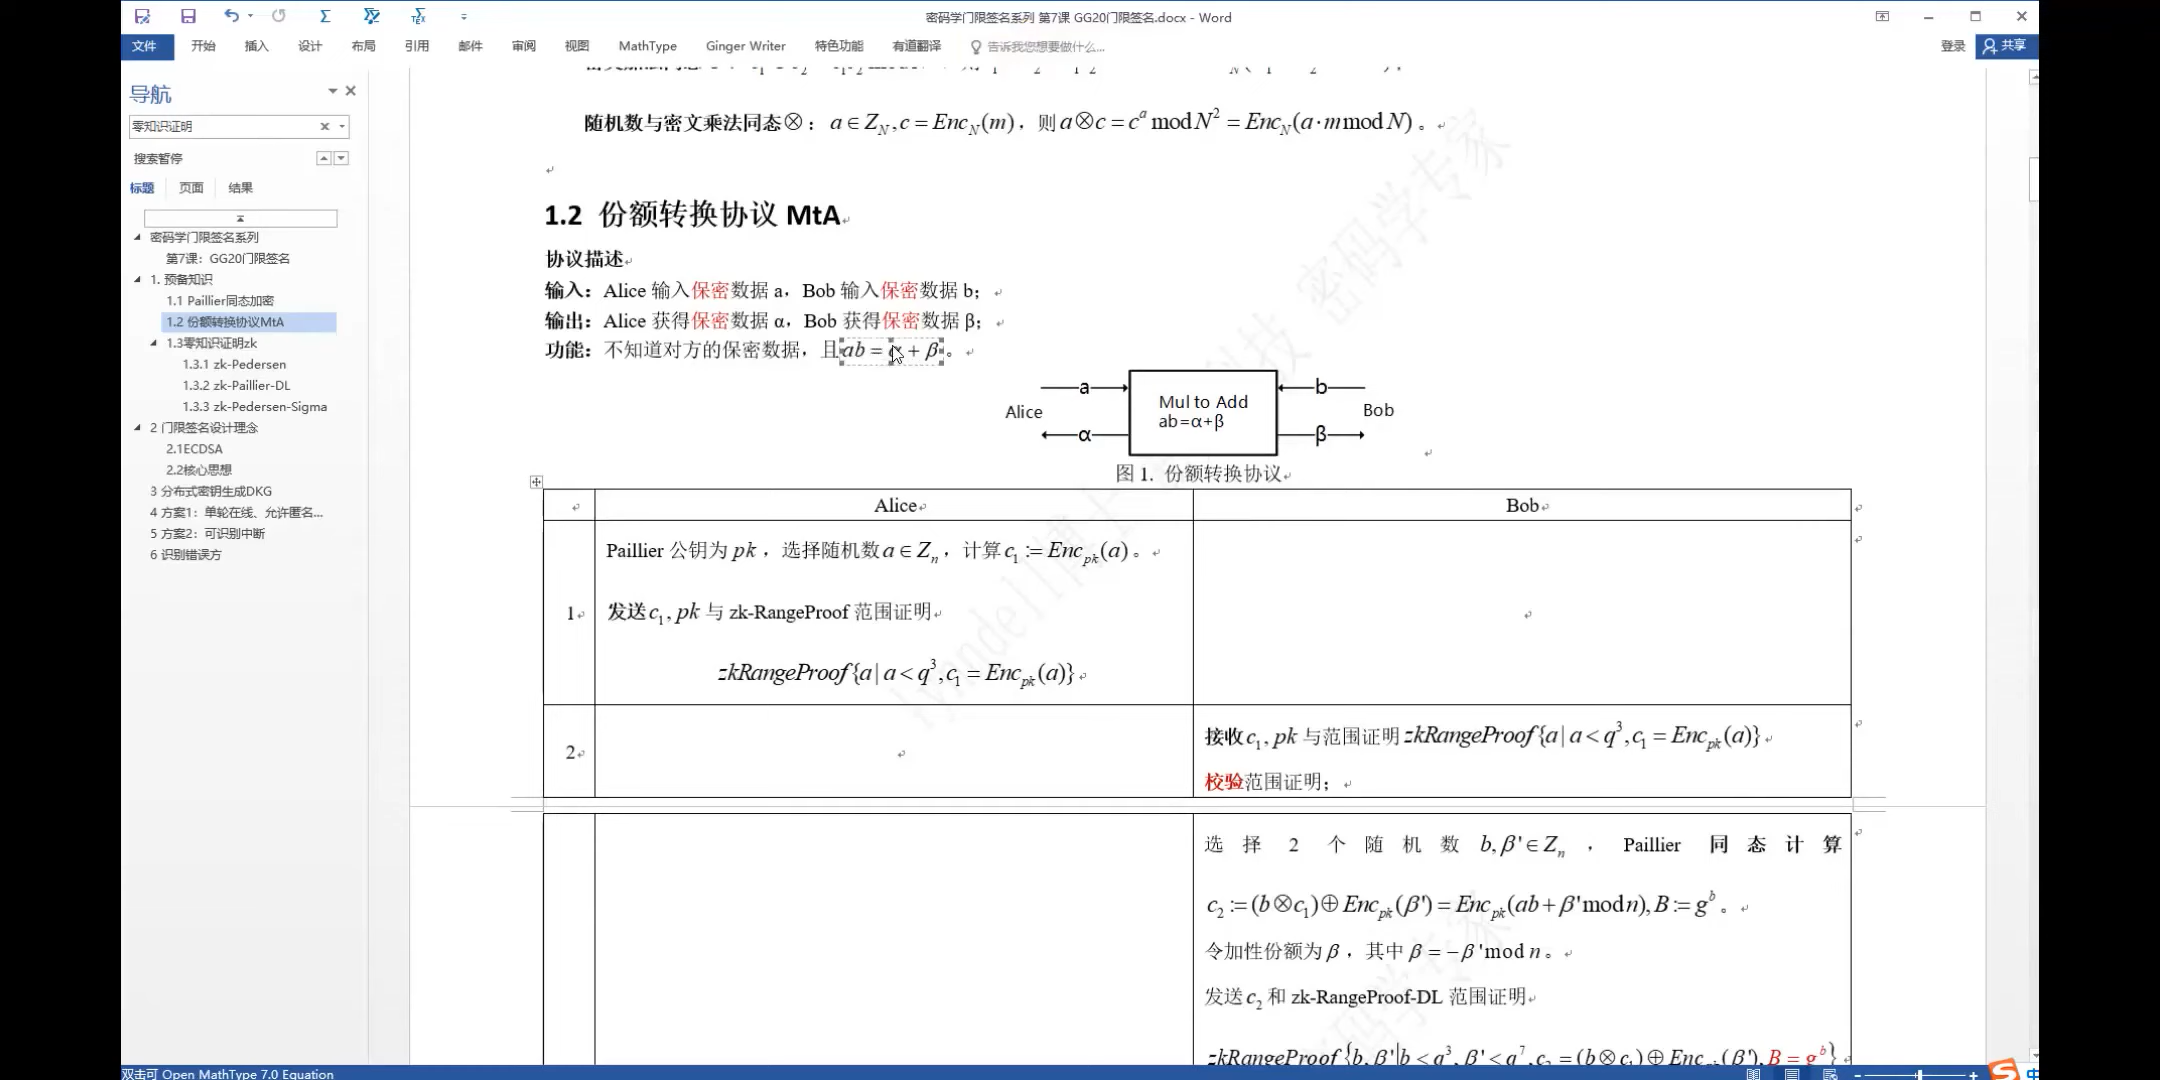 密码学门限签名系列 第7课 GG20门限签名.docx - Word
文件 开始 插入 设计 布局 引用 邮件 审阅 视图 MathType Ginger Writer 特色功能 有道翻译 告诉我您想要做什么... 登录 共享
导航
零知识证明
搜索暂停
标题 页面 结果
密码学门限签名系列
第7课：GG20门限签名
1. 预备知识
1.1 Paillier同态加密
1.2 份额转换协议MtA
1.3零知识证明zk
1.3.1 zk-Pedersen
1.3.2 zk-Paillier-DL
1.3.3 zk-Pedersen-Sigma
2 门限签名设计理念
2.1ECDSA
2.2核心思想
3 分布式密钥生成DKG
4 方案1：单轮在线、允许匿名...
5 方案2：可识别中断
6 识别错误方
随机数与密文乘法同态⊗：a∈Z_N, c = Enc_N(m)，则 a⊗c = c^a mod N^2 = Enc_N(a·m mod N)。
1.2 份额转换协议 MtA
协议描述
输入：Alice 输入保密数据 a，Bob 输入保密数据 b；
输出：Alice 获得保密数据 α，Bob 获得保密数据 β；
功能：不知道对方的保密数据，且 ab = α + β。
a b
Alice Mul to Add Bob
ab=α+β
α β
图 1. 份额转换协议
Alice Bob
1
Paillier 公钥为 pk，选择随机数 a∈Z_n，计算 c_1 := Enc_pk(a)。
发送 c_1, pk 与 zk-RangeProof 范围证明
zkRangeProof{a | a < q^3, c_1 = Enc_pk(a)}
2
接收 c_1, pk 与范围证明 zkRangeProof{a | a < q^3, c_1 = Enc_pk(a)}
校验范围证明；
选择 2 个随机数 b, β'∈Z_n，Paillier 同态计算
c_2 := (b⊗c_1)⊕Enc_pk(β') = Enc_pk(ab+β' mod n), B := g^b。
令加性份额为 β，其中 β = −β' mod n。
发送 c_2 和 zk-RangeProof-DL 范围证明
zkRangeProof{b, β'|b < q^3, β' < q^7, c_2 = (b⊗c_1)⊕Enc_pk(β'), B = g^b}
双击可 Open MathType 7.0 Equation
中